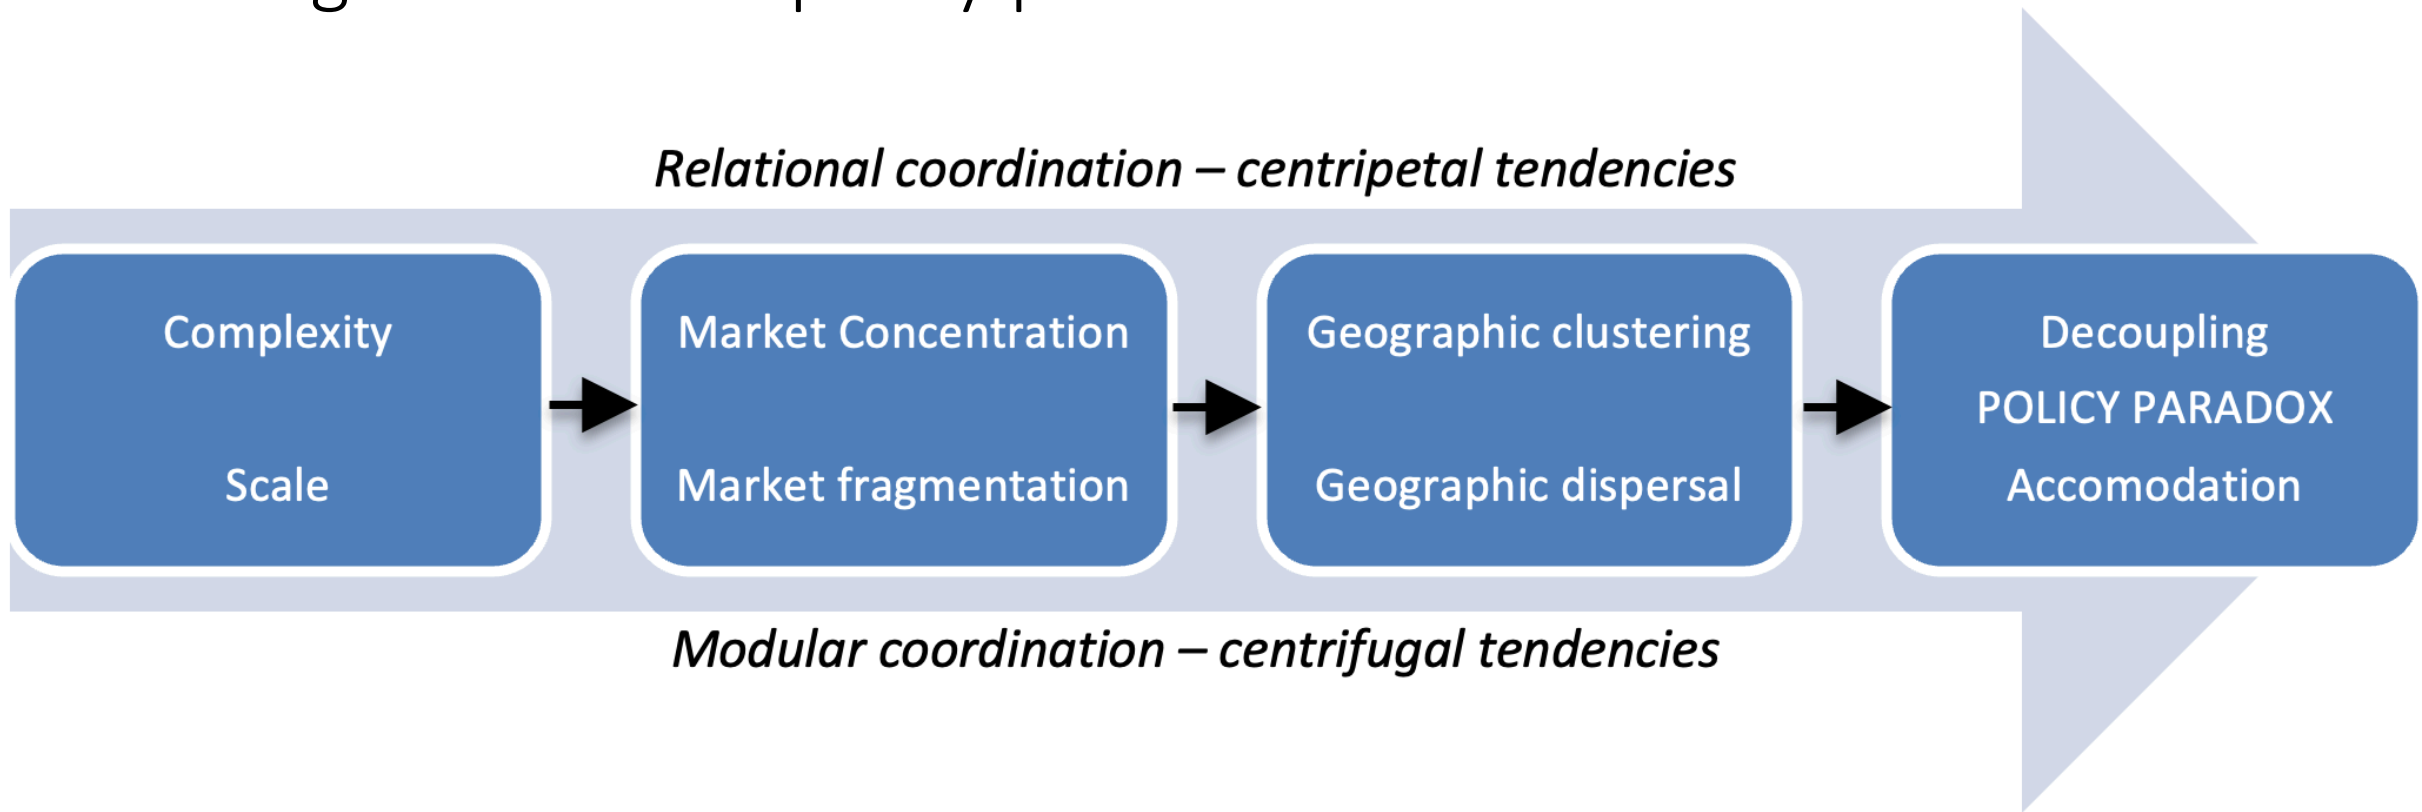 Relational coordination – centripetal tendencies
Complexity
Scale
Market Concentration
Market fragmentation
Geographic clustering
Geographic dispersal
Decoupling
POLICY PARADOX
Accomodation
Modular coordination – centrifugal tendencies